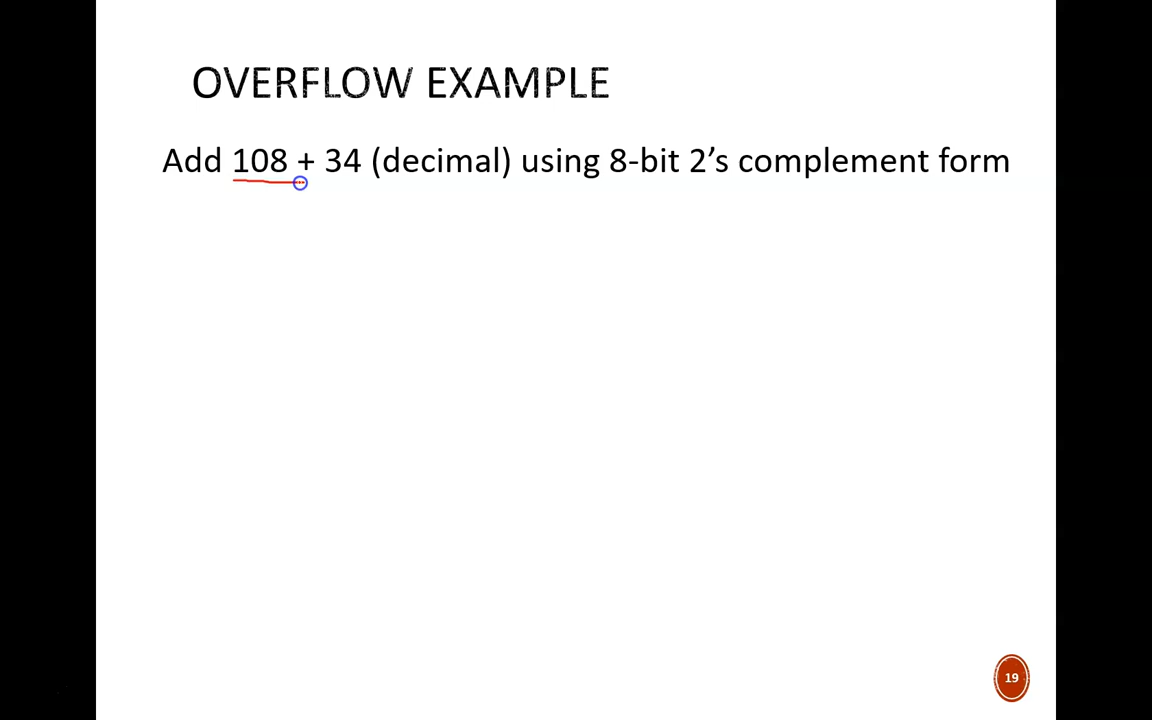 OVERFLOW EXAMPLE
Add 108 + 34 (decimal) using 8-bit 2’s complement form
19